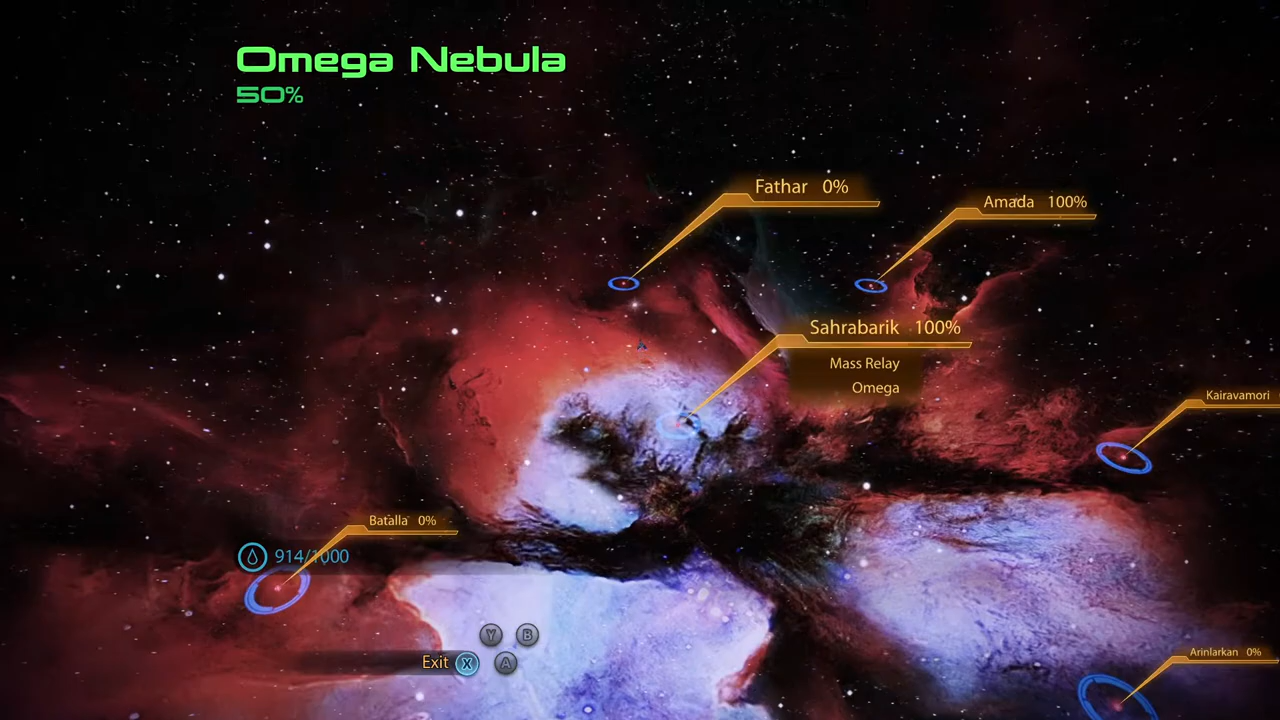 Omega Nebula
50%
Fathar 0%
Amada 100%
Sahrabarik 100%
Mass Relay
Omega
Kairavamori
Batalla 0%
914/1000
Y B
Exit X A
Arinlarkan 0%